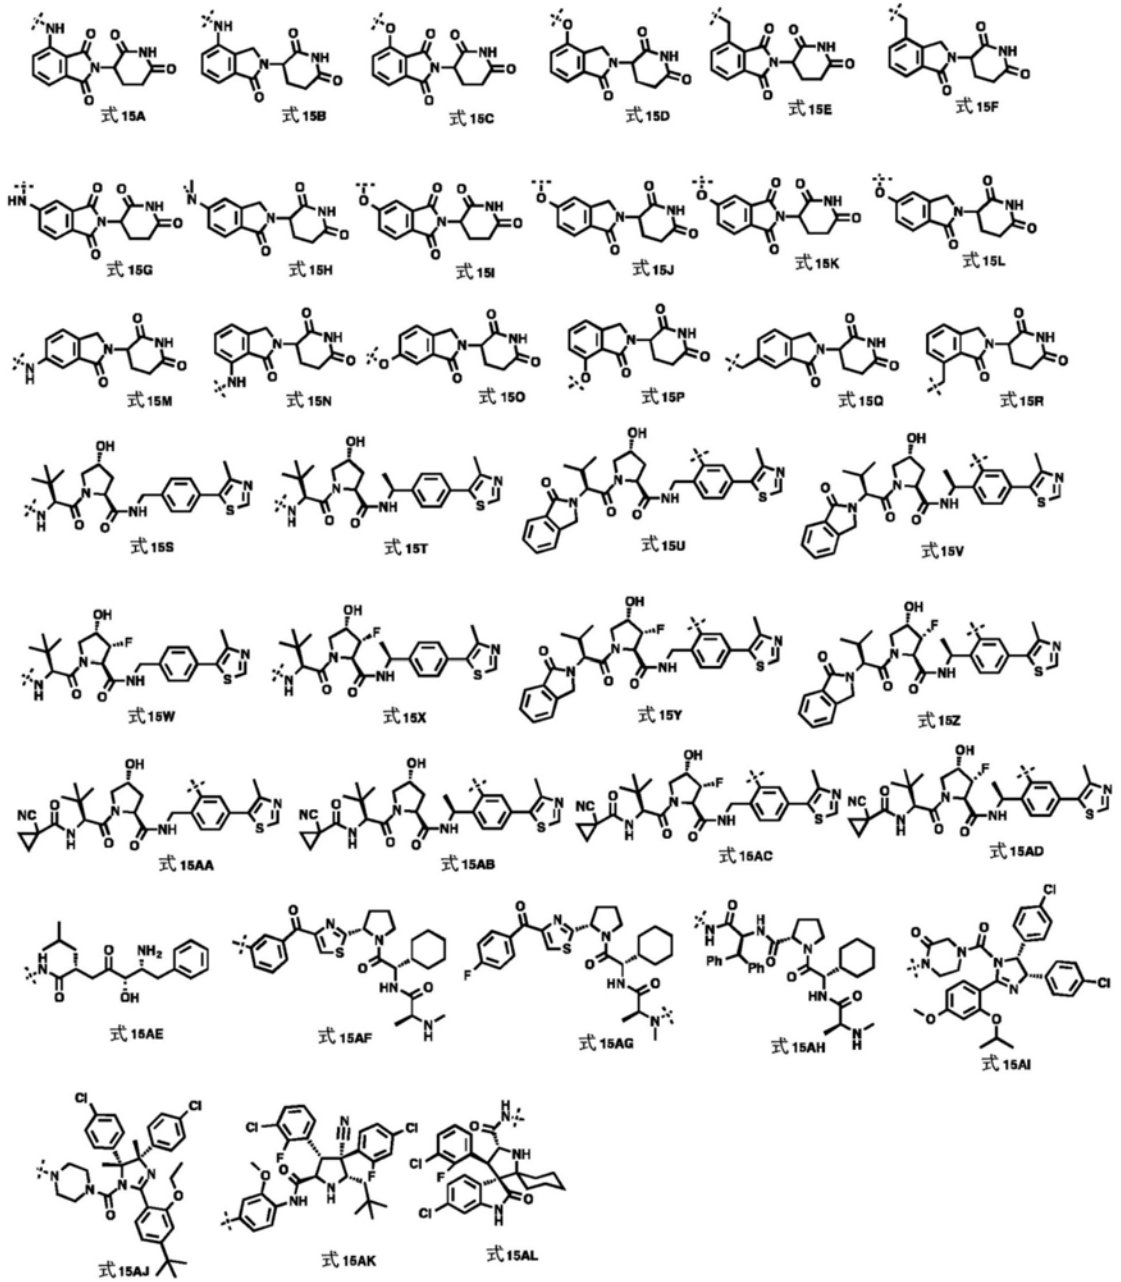 式 15A 式 15B 式 15C 式 15D 式 15E 式 15F
式 15G 式 15H 式 15I 式 15J 式 15K 式 15L
式 15M 式 15N 式 15O 式 15P 式 15Q 式 15R
式 15S 式 15T 式 15U 式 15V
式 15W 式 15X 式 15Y 式 15Z
式 15AA 式 15AB 式 15AC 式 15AD
式 15AE 式 15AF 式 15AG 式 15AH 式 15AI
式 15AJ 式 15AK 式 15AL